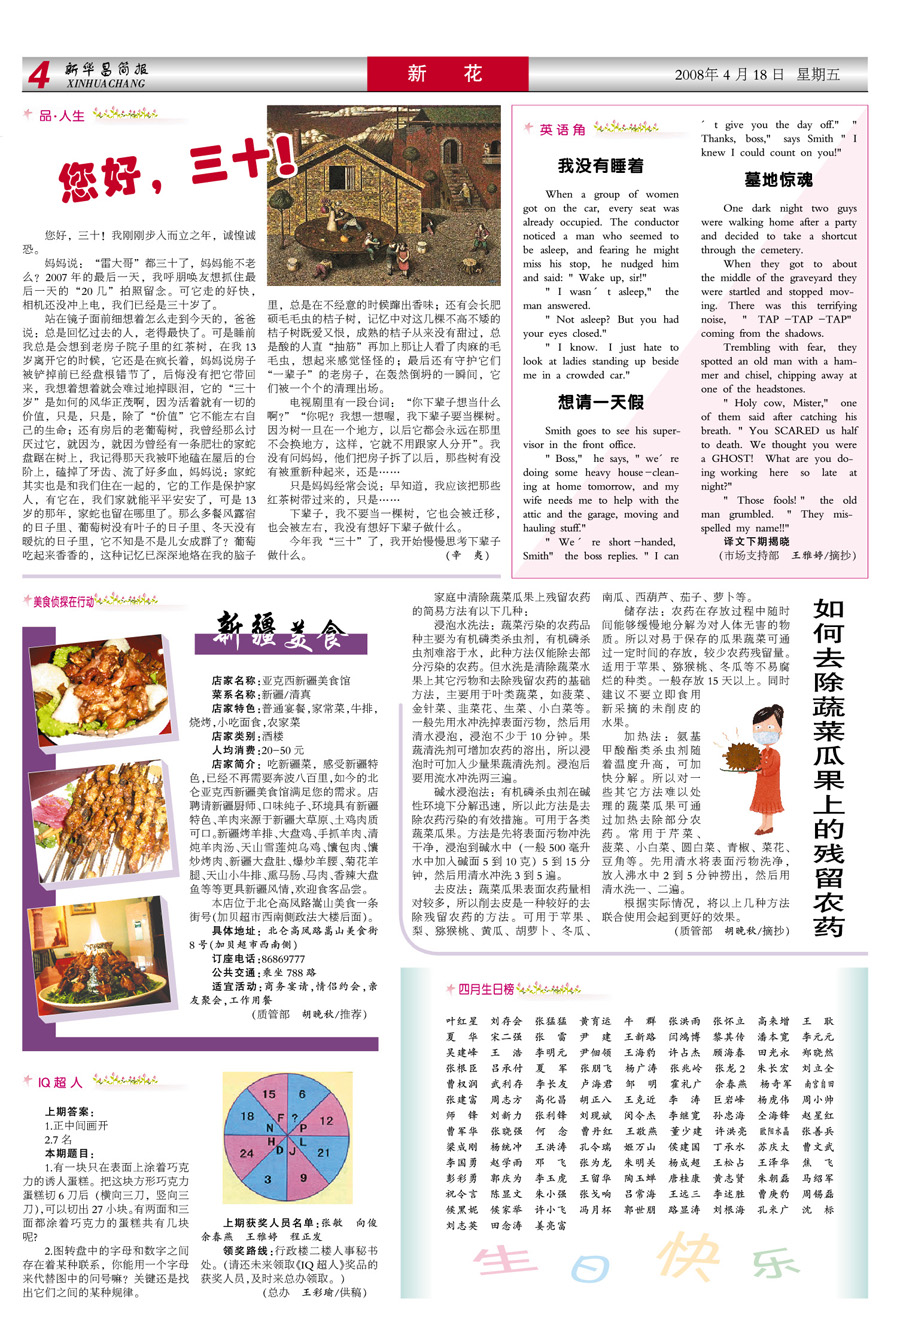 4
新华昌简报
XINHUACHANG
新 花
2008年 4 月 18 日 星期五
品·人生
您好，三十！
您好，三十！我刚刚步入而立之年，诚惶诚
恐。
妈妈说：“雷大哥”都三十了，妈妈能不老
么？2007 年的最后一天，我呼朋唤友想抓住最
后一天的“20 几”拍照留念。可它走的好快，
相机还没冲上电，我们已经是三十岁了。
站在镜子面前细想着怎么走到今天的，爸爸
说：总是回忆过去的人，老得最快了。可是睡前
我总是会想到老房子院子里的红茶树，在我 13
岁离开它的时候，它还是在疯长着，妈妈说房子
被铲掉前已经盘根错节了，后悔没有把它带回
来，我想着想着就会难过地掉眼泪，它的“三十
岁”是如何的风华正茂啊，因为活着就有一切的
价值，只是，只是，除了“价值”它不能左右自
己的生命；还有房后的老葡萄树，我曾经那么讨
厌过它，就因为，就因为曾经有一条肥壮的家蛇
盘踞在树上，我记得那天我被吓地磕在屋后的台
阶上，磕掉了牙齿、流了好多血，妈妈说：家蛇
其实也是和我们住在一起的，它的工作是保护家
人，有它在，我们家就能平平安安了，可是 13
岁的那年，家蛇也留在哪里了。那么多餐风露宿
的日子里、葡萄树没有叶子的日子里、冬天没有
暖炕的日子里，它不知是不是儿女成群了？葡萄
吃起来香香的，这种记忆已深深地烙在我的脑子
里，总是在不经意的时候蹿出香味；还有会长肥
硕毛毛虫的桔子树，记忆中对这几棵不高不矮的
桔子树既爱又恨，成熟的桔子从来没有甜过，总
是酸的人直“抽筋”再加上那让人看了肉麻的毛
毛虫，想起来感觉怪怪的；最后还有守护它们
“一辈子”的老房子，在轰然倒坍的一瞬间，它
们被一个个的清理出场。
电视剧里有一段台词：“你下辈子想当什么
啊？”“你呢？我想一想喔，我下辈子要当棵树。
因为树一旦在一个地方，以后它都会永远在那里
不会换地方，这样，它就不用跟家人分开”。我
没有问妈妈，他们把房子拆了以后，那些树有没
有被重新种起来，还是……
只是妈妈经常会说：早知道，我应该把那些
红茶树带过来的，只是……
下辈子，我不要当一棵树，它也会被迁移，
也会被左右，我没有想好下辈子做什么。
今年我“三十”了，我开始慢慢思考下辈子
做什么。 （辛 夷）
英语角
我没有睡着
When a group of women
got on the car, every seat was
already occupied. The conductor
noticed a man who seemed to
be asleep, and fearing he might
miss his stop, he nudged him
and said: " Wake up, sir!"
" I wasn´ t asleep," the
man answered.
" Not asleep? But you had
your eyes closed."
" I know. I just hate to
look at ladies standing up beside
me in a crowded car."
想请一天假
Smith goes to see his super-
visor in the front office.
" Boss," he says, " we´ re
doing some heavy house-clean-
ing at home tomorrow, and my
wife needs me to help with the
attic and the garage, moving and
hauling stuff."
" We´ re short-handed,
Smith" the boss replies. " I can
´ t give you the day off." "
Thanks, boss," says Smith " I
knew I could count on you!"
墓地惊魂
One dark night two guys
were walking home after a party
and decided to take a shortcut
through the cemetery.
When they got to about
the middle of the graveyard they
were startled and stopped mov-
ing. There was this terrifying
noise, " TAP -TAP -TAP"
coming from the shadows.
Trembling with fear, they
spotted an old man with a ham-
mer and chisel, chipping away at
one of the headstones.
" Holy cow, Mister," one
of them said after catching his
breath. " You SCARED us half
to death. We thought you were
a GHOST! What are you do-
ing working here so late at
night?"
" Those fools! " the old
man grumbled. " They mis-
spelled my name!!"
译文下期揭晓
（市场支持部 王雅婷/摘抄）
美食侦探在行动
新疆美食
店家名称：亚克西新疆美食馆
菜系名称：新疆/清真
店家特色：普通宴餐,家常菜,牛排,
烧烤,小吃面食,农家菜
店家类别：酒楼
人均消费：20-50 元
店家简介：吃新疆菜，感受新疆特
色,已经不再需要奔波八百里,如今的北
仑亚克西新疆美食馆满足您的需求。店
聘请新疆厨师、口味纯子、环境具有新疆
特色、羊肉来源于新疆大草原、土鸡肉质
可口。新疆烤羊排、大盘鸡、手抓羊肉、清
炖羊肉汤、天山雪莲炖乌鸡、馕包肉、馕
炒烤肉、新疆大盘肚、爆炒羊腰、菊花羊
腿、天山小牛排、熏马肠、马肉、香辣大盘
鱼等等更具新疆风情,欢迎食客品尝。
本店位于北仑高凤路嵩山美食一条
街号(加贝超市西南侧政法大楼后面)。
具体地址：北仑高凤路嵩山美食街
8 号(加贝超市西南侧)
订座电话：86869777
公共交通：乘坐 788 路
适宜活动：商务宴请,情侣约会,亲
友聚会,工作用餐
（质管部 胡晚秋/推荐）
如何去除蔬菜瓜果上的残留农药
家庭中清除蔬菜瓜果上残留农药
的简易方法有以下几种：
浸泡水洗法：蔬菜污染的农药品
种主要为有机磷类杀虫剂，有机磷杀
虫剂难溶于水，此种方法仅能除去部
分污染的农药。但水洗是清除蔬菜水
果上其它污物和去除残留农药的基础
方法，主要用于叶类蔬菜，如菠菜、
金针菜、韭菜花、生菜、小白菜等。
一般先用水冲洗掉表面污物，然后用
清水浸泡，浸泡不少于 10 分钟。果
蔬清洗剂可增加农药的溶出，所以浸
泡时可加入少量果蔬清洗剂。浸泡后
要用流水冲洗两三遍。
碱水浸泡法：有机磷杀虫剂在碱
性环境下分解迅速，所以此方法是去
除农药污染的有效措施。可用于各类
蔬菜瓜果。方法是先将表面污物冲洗
干净，浸泡到碱水中（一般 500 毫升
水中加入碱面 5 到 10 克）5 到 15 分
钟，然后用清水冲洗 3 到 5 遍。
去皮法：蔬菜瓜果表面农药量相
对较多，所以削去皮是一种较好的去
除残留农药的方法。可用于苹果、
梨、猕猴桃、黄瓜、胡萝卜、冬瓜、
南瓜、西葫芦、茄子、萝卜等。
储存法：农药在存放过程中随时
间能够缓慢地分解为对人体无害的物
质。所以对易于保存的瓜果蔬菜可通
过一定时间的存放，较少农药残留量。
适用于苹果、猕猴桃、冬瓜等不易腐
烂的种类。一般存放 15 天以上。同时
建议不要立即食用
新采摘的未削皮的
水果。
加热法：氨基
甲酸酯类杀虫剂随
着温度升高，可加
快分解。所以对一
些其它方法难以处
理的蔬菜瓜果可通
过加热去除部分农
药。常用于芹菜、
菠菜、小白菜、圆白菜、青椒、菜花、
豆角等。先用清水将表面污物洗净，
放入沸水中 2 到 5 分钟捞出，然后用
清水洗一、二遍。
根据实际情况，将以上几种方法
联合使用会起到更好的效果。
（质管部 胡晚秋/摘抄）
IQ 超 人
上期答案：
1.正中间画开
2.7 名
本期题目：
1.有一块只在表面上涂着巧克
力的诱人蛋糕。把这块方形巧克力
蛋糕切 6 刀后（横向三刀，竖向三
刀）,可以切出 27 小块。有两面和三
面都涂着巧克力的蛋糕共有几块
呢?
2.图转盘中的字母和数字之间
存在着某种联系，你能用一个字母
来代替图中的问号嘛？关键还是找
出它们之间的某种规律。
15 6
18 F ? 12
N P
H L
24 D J 21
3 9
上期获奖人员名单：张敏 向俊
余春燕 王雅婷 程正发
领奖路线：行政楼二楼人事秘书
处。（请还未来领取《IQ 超人》奖品的
获奖人员,及时来总办领取。）
（总办 王彩瑜/供稿）
四月生日榜
叶红星 刘存会 张猛猛 黄育运 牛 群 张洪雨 张怀立 高来增 王 耿
夏 华 宋二强 张 雷 尹 建 王新路 闫鸿博 黎其传 潘本宽 李元元
吴建峰 王 浩 李明元 尹佃领 王海豹 许占杰 顾海春 田光永 郑晓然
张根臣 吕承付 夏 军 张朋飞 杨广涛 张兆岭 张龙2 朱长宏 刘立全
曹权润 武利存 李长友 卢海君 邹 明 霍礼广 余春燕 杨奇军 南宫自田
张建富 周志方 高化昌 胡正八 王克近 李 涛 巨岩峰 杨虎伟 周小帅
师 锋 刘新力 张利锋 刘现斌 闵令杰 李继宽 孙忠海 仝海锋 赵星红
曹军华 张晓强 何 念 曹丹红 王敬燕 董少建 许洪亮 欧阳水晶 张善兵
梁成刚 杨统冲 王洪涛 孔令瑞 姬万山 侯建国 丁承水 苏庆太 曹文武
李国勇 赵学雨 邓 飞 张为龙 朱明关 杨成超 王松占 王泽华 焦 飞
彭彩勇 郭庆为 李玉虎 王留华 陶玉蝉 唐桂康 黄志贤 朱朝磊 马绍军
祝令言 陈显文 朱小强 张戈响 吕常海 王远三 李述胜 曹庚豹 周锡磊
侯黑妮 侯家举 许小飞 冯月杯 郭世朋 路显涛 刘根海 孔来广 沈 标
刘志英 田念涛 姜亮富
生日快乐